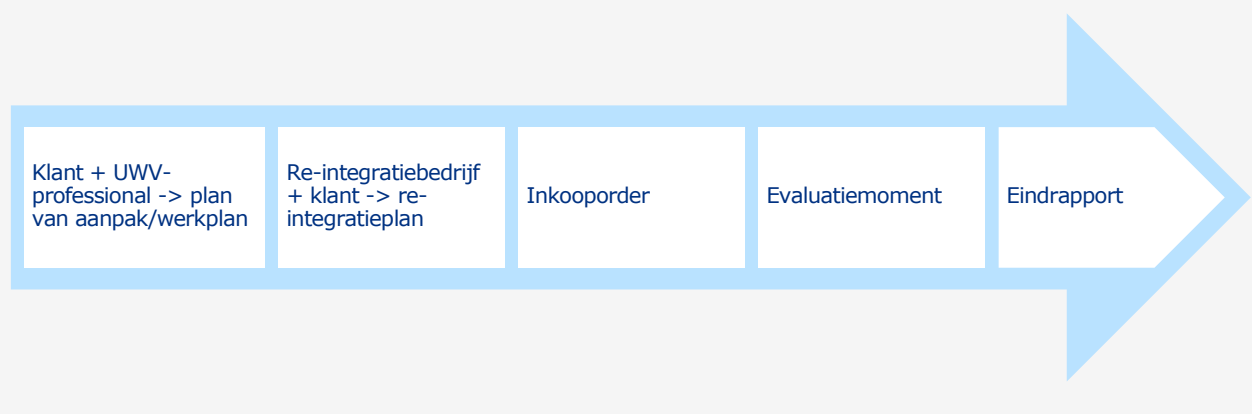 Klant + UWV-
professional -> plan
van aanpak/werkplan
Re-integratiebedrijf
+ klant -> re-
integratieplan
Inkooporder
Evaluatiemoment
Eindrapport